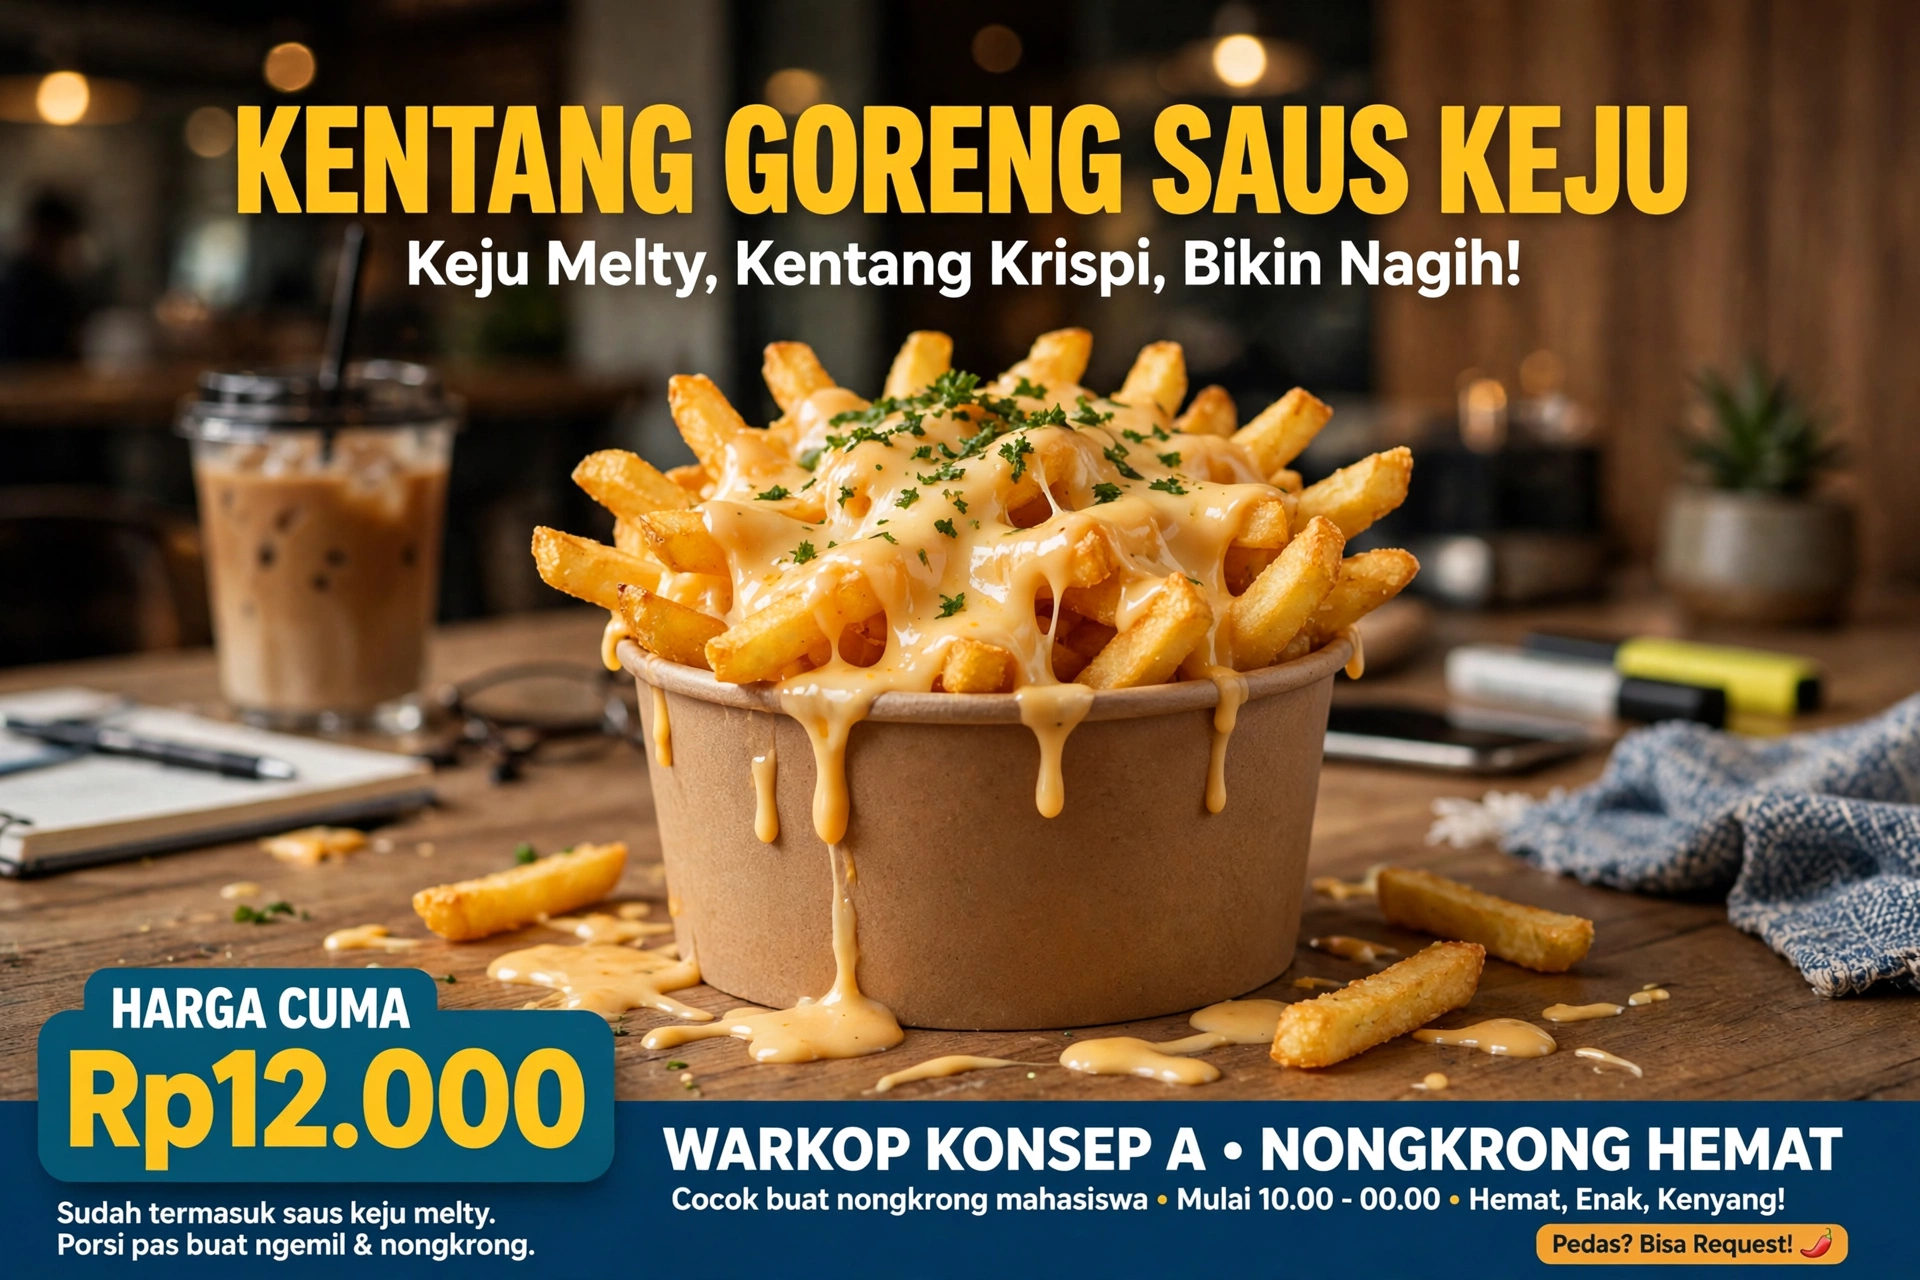 KENTANG GORENG SAUS KEJU
Keju Melty, Kentang Krispi, Bikin Nagih!
HARGA CUMA
Rp12.000
Sudah termasuk saus keju melty.
Porsi pas buat ngemil & nongkrong.
WARKOP KONSEP A • NONGKRONG HEMAT
Cocok buat nongkrong mahasiswa • Mulai 10.00 - 00.00 • Hemat, Enak, Kenyang!
Pedas? Bisa Request! 🌶️